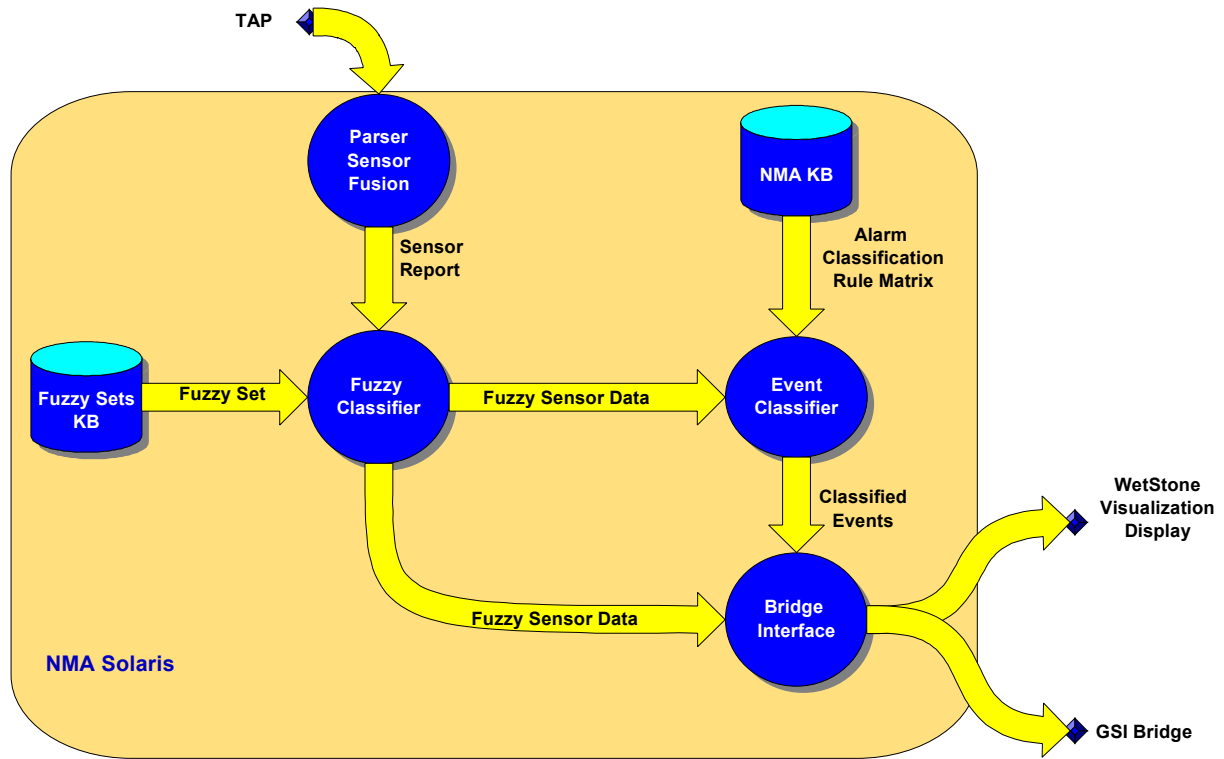 TAP
Parser
Sensor
Fusion
NMA KB
Sensor
Report
Alarm
Classification
Rule Matrix
Fuzzy Sets
KB
Fuzzy Set
Fuzzy
Classifier
Fuzzy Sensor Data
Event
Classifier
Classified
Events
WetStone
Visualization
Display
Fuzzy Sensor Data
Bridge
Interface
NMA Solaris
GSI Bridge